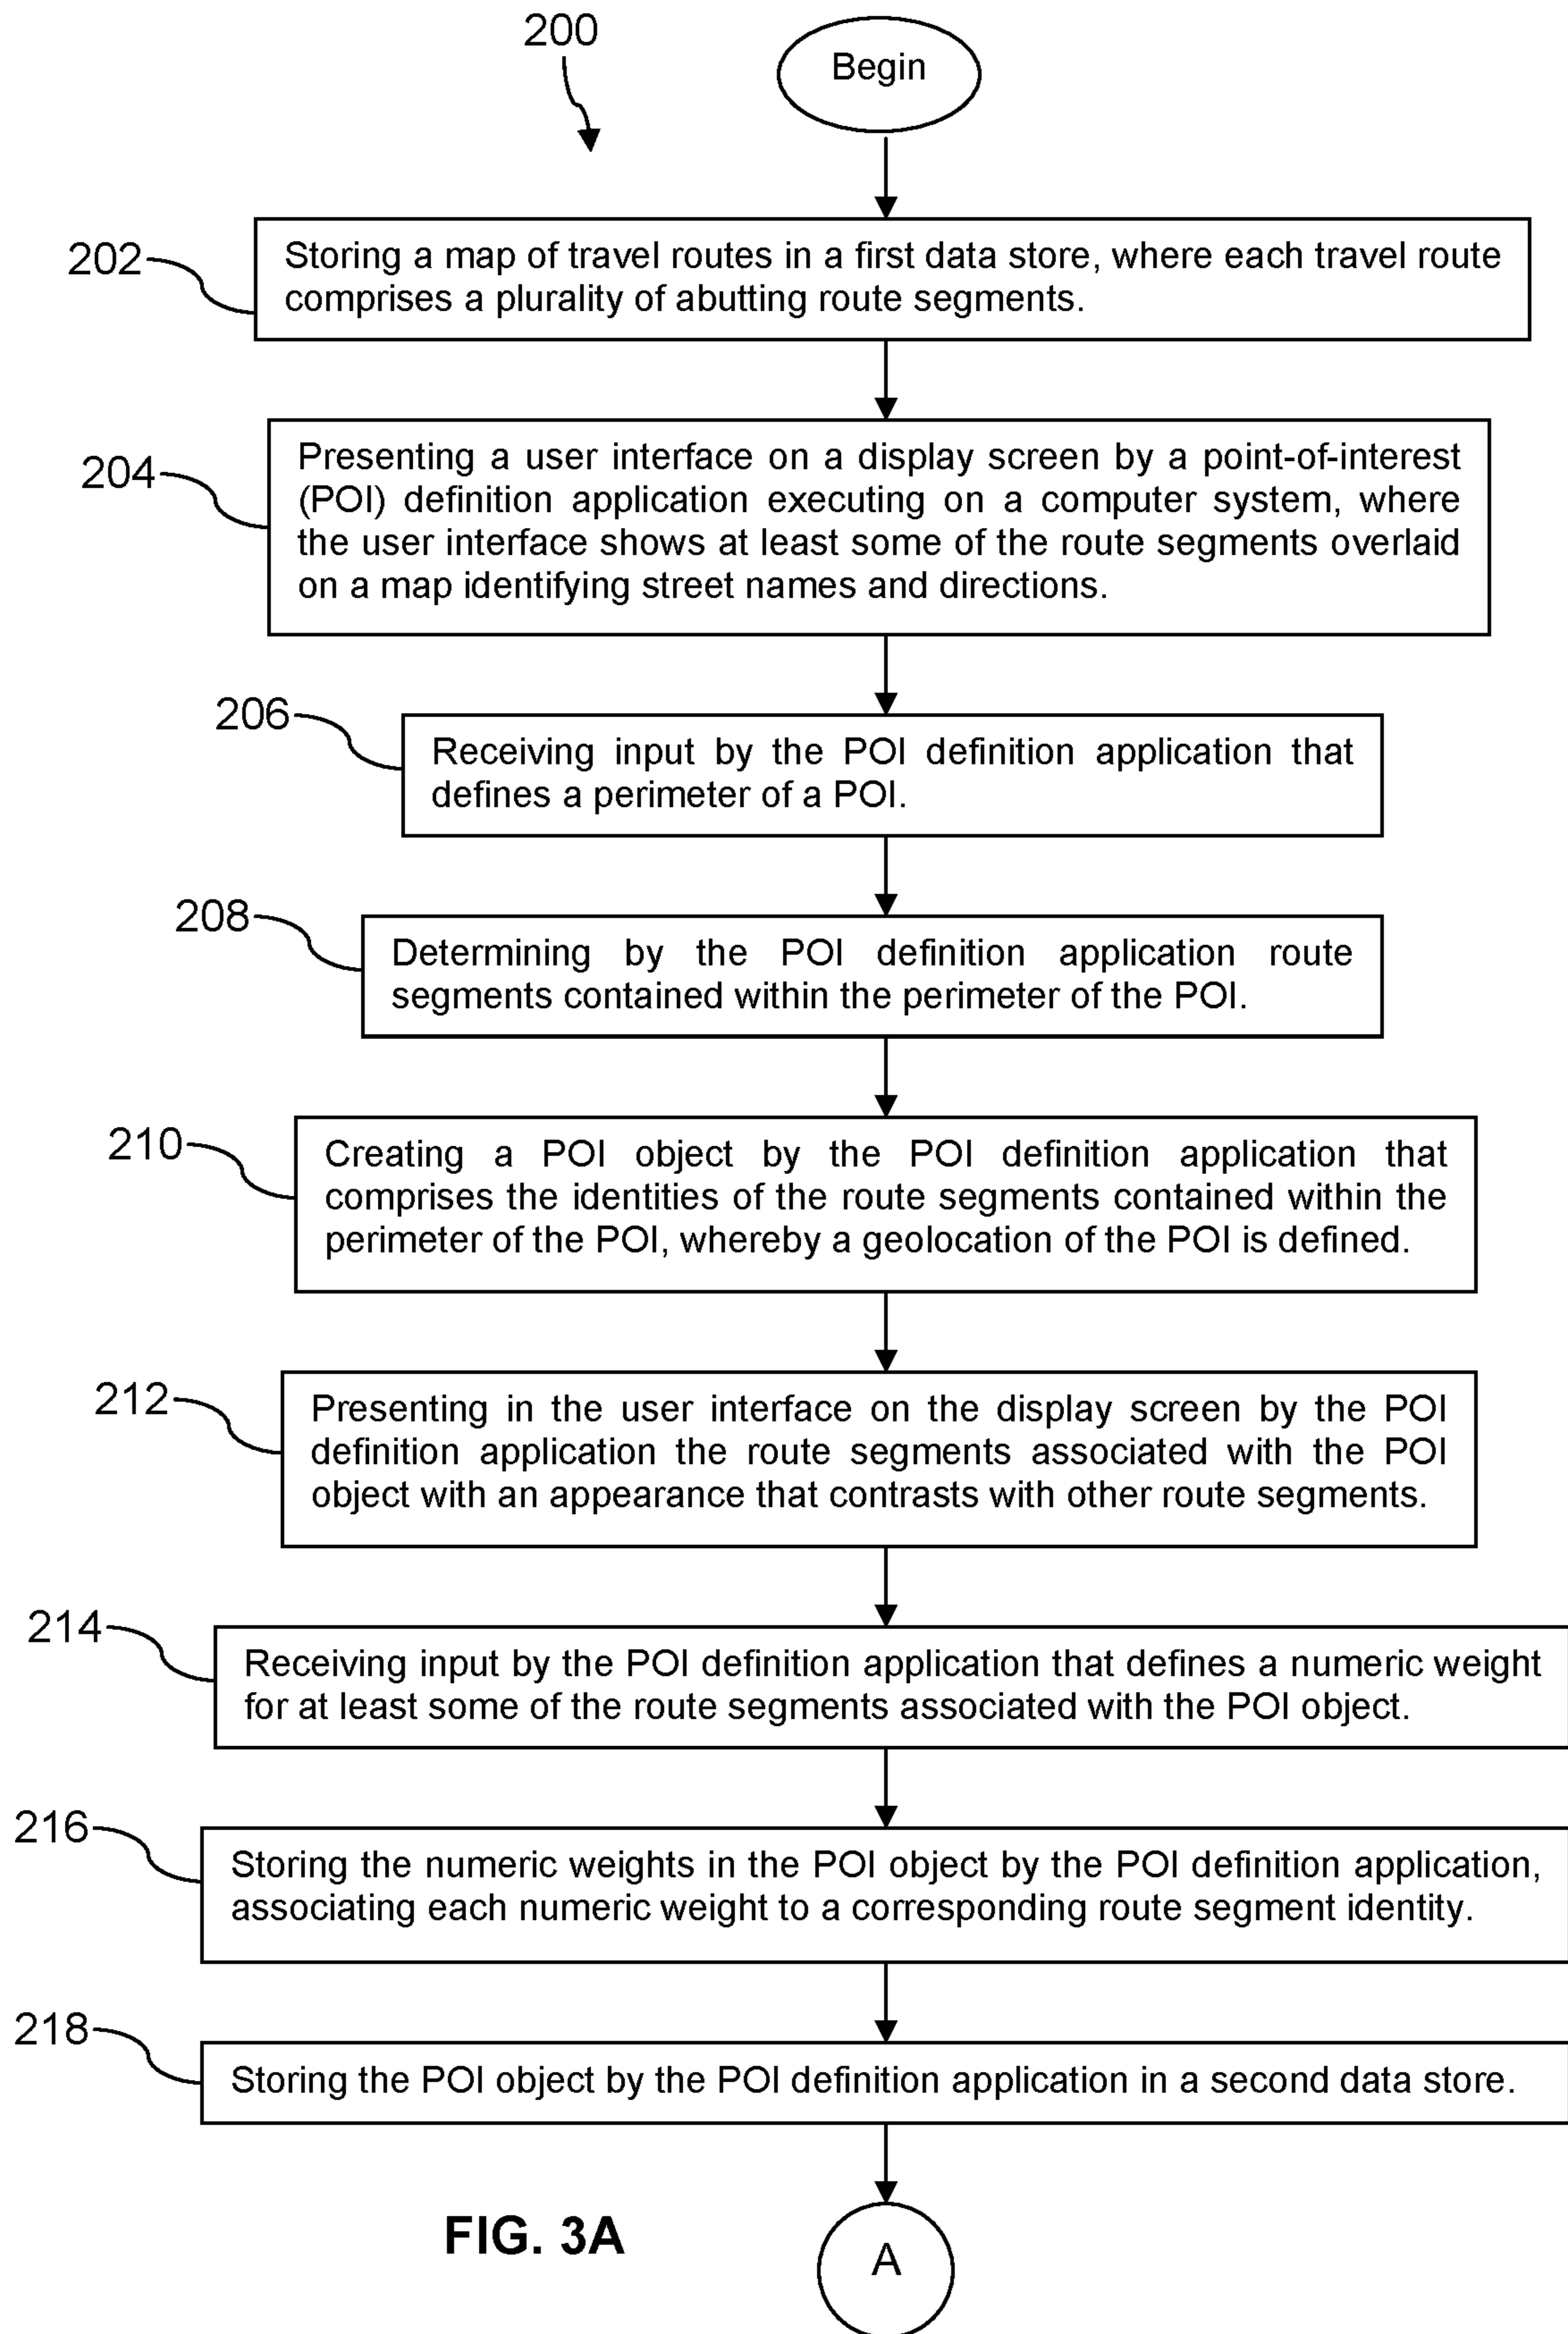 200
Begin
202
Storing a map of travel routes in a first data store, where each travel route
comprises a plurality of abutting route segments.
204
Presenting a user interface on a display screen by a point-of-interest
(POI) definition application executing on a computer system, where
the user interface shows at least some of the route segments overlaid
on a map identifying street names and directions.
206
Receiving input by the POI definition application that
defines a perimeter of a POI.
208
Determining by the POI definition application route
segments contained within the perimeter of the POI.
210
Creating a POI object by the POI definition application that
comprises the identities of the route segments contained within the
perimeter of the POI, whereby a geolocation of the POI is defined.
212
Presenting in the user interface on the display screen by the POI
definition application the route segments associated with the POI
object with an appearance that contrasts with other route segments.
214
Receiving input by the POI definition application that defines a numeric weight
for at least some of the route segments associated with the POI object.
216
Storing the numeric weights in the POI object by the POI definition application,
associating each numeric weight to a corresponding route segment identity.
218
Storing the POI object by the POI definition application in a second data store.
FIG. 3A
A